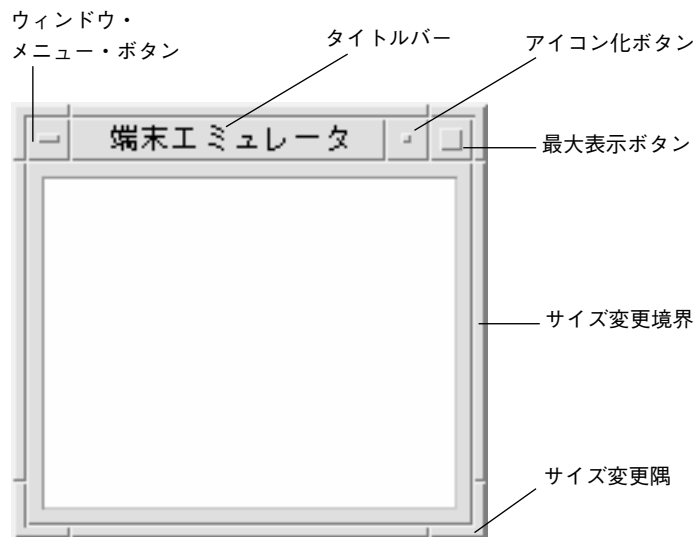 ウィンドウ・
メニュー・ボタン
タイトルバー
アイコン化ボタン
端末エミュレータ
最大表示ボタン
サイズ変更境界
サイズ変更隅